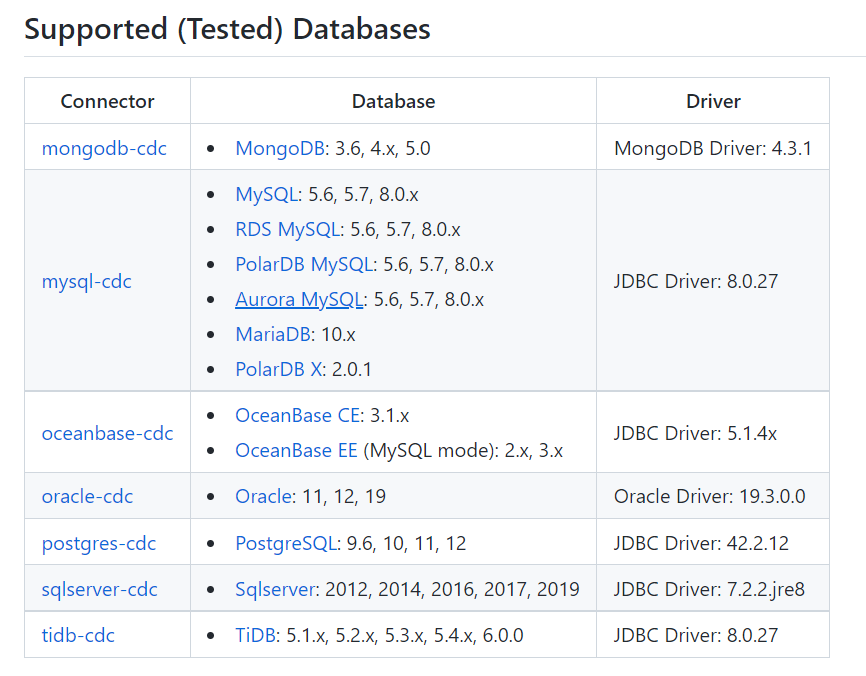 Supported (Tested) Databases
Connector Database Driver
mongodb-cdc • MongoDB: 3.6, 4.x, 5.0 MongoDB Driver: 4.3.1
• MySQL: 5.6, 5.7, 8.0.x
• RDS MySQL: 5.6, 5.7, 8.0.x
• PolarDB MySQL: 5.6, 5.7, 8.0.x
mysql-cdc JDBC Driver: 8.0.27
• Aurora MySQL: 5.6, 5.7, 8.0.x
• MariaDB: 10.x
• PolarDB X: 2.0.1
• OceanBase CE: 3.1.x
oceanbase-cdc JDBC Driver: 5.1.4x
• OceanBase EE (MySQL mode): 2.x, 3.x
oracle-cdc • Oracle: 11, 12, 19 Oracle Driver: 19.3.0.0
postgres-cdc • PostgreSQL: 9.6, 10, 11, 12 JDBC Driver: 42.2.12
sqlserver-cdc • Sqlserver: 2012, 2014, 2016, 2017, 2019 JDBC Driver: 7.2.2.jre8
tidb-cdc • TiDB: 5.1.x, 5.2.x, 5.3.x, 5.4.x, 6.0.0 JDBC Driver: 8.0.27